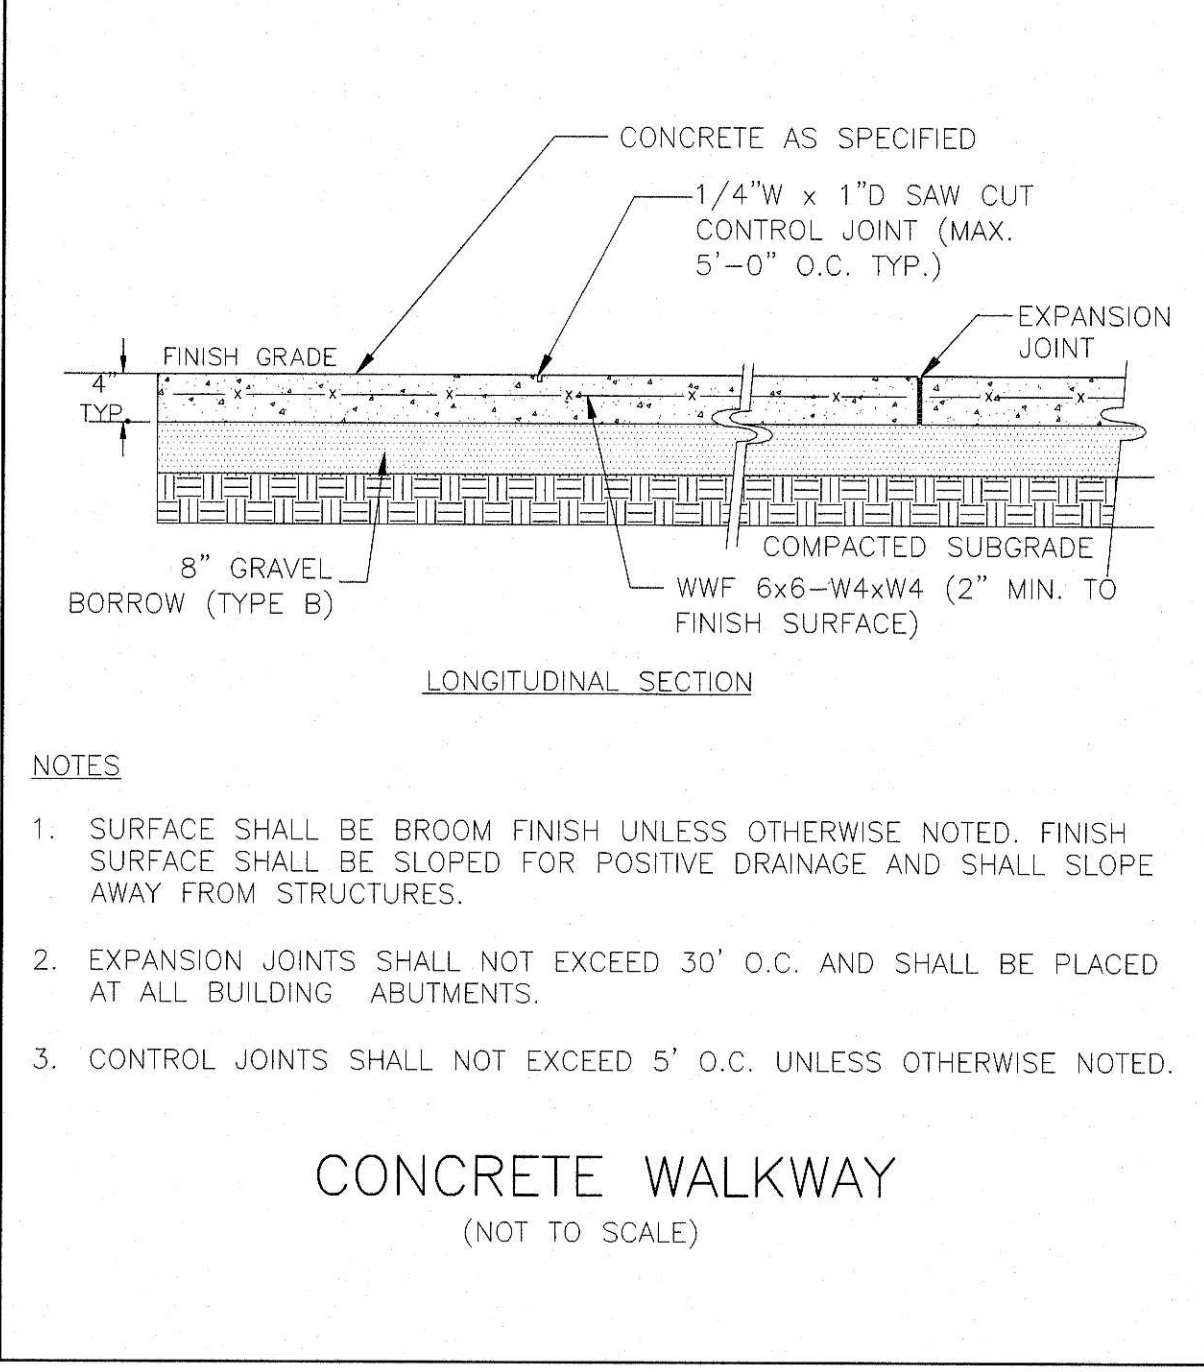 CONCRETE AS SPECIFIED
1/4"W x 1"D SAW CUT
CONTROL JOINT (MAX.
5'-0" O.C. TYP.)
EXPANSION
JOINT
FINISH GRADE
4"
TYP.
COMPACTED SUBGRADE
8" GRAVEL
BORROW (TYPE B)
WWF 6x6-W4xW4 (2" MIN. TO
FINISH SURFACE)
LONGITUDINAL SECTION
NOTES
1. SURFACE SHALL BE BROOM FINISH UNLESS OTHERWISE NOTED. FINISH
SURFACE SHALL BE SLOPED FOR POSITIVE DRAINAGE AND SHALL SLOPE
AWAY FROM STRUCTURES.
2. EXPANSION JOINTS SHALL NOT EXCEED 30' O.C. AND SHALL BE PLACED
AT ALL BUILDING ABUTMENTS.
3. CONTROL JOINTS SHALL NOT EXCEED 5' O.C. UNLESS OTHERWISE NOTED.
CONCRETE WALKWAY
(NOT TO SCALE)